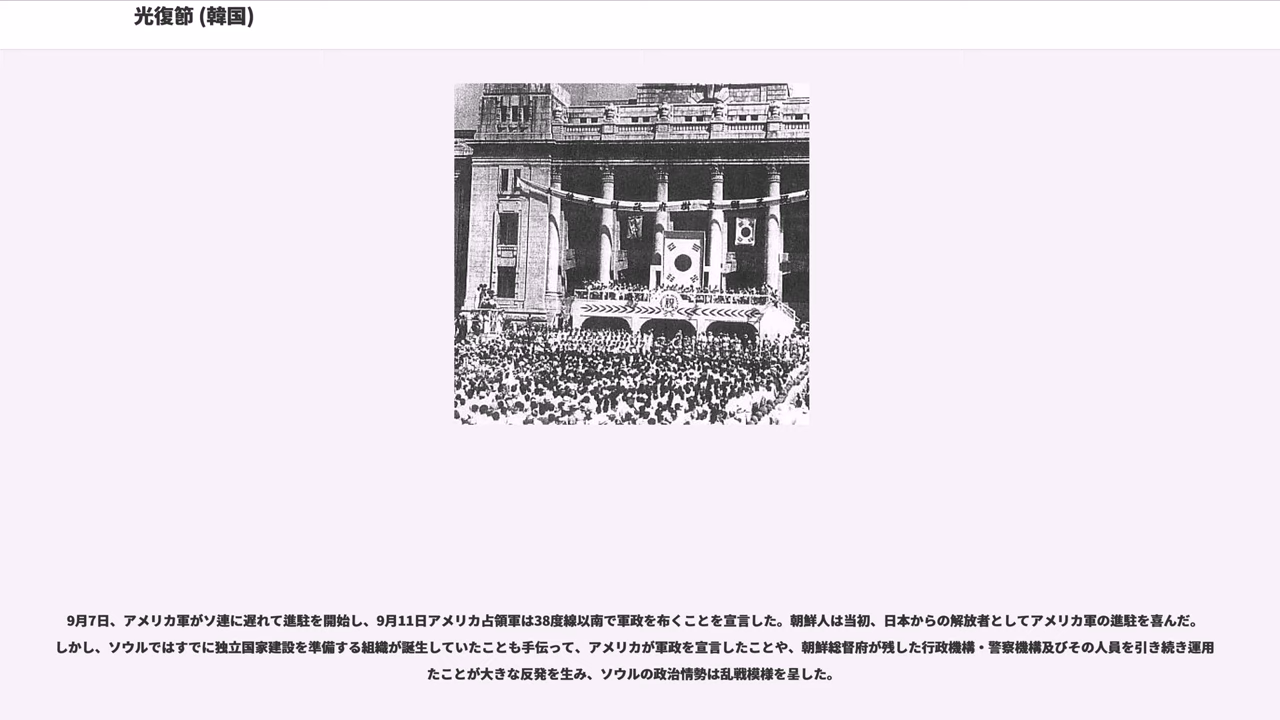 光復節 (韓国)
9月7日、アメリカ軍がソ連に遅れて進駐を開始し、9月11日アメリカ占領軍は38度線以南で軍政を布くことを宣言した。朝鮮人は当初、日本からの解放者としてアメリカ軍の進駐を喜んだ。
しかし、ソウルではすでに独立国家建設を準備する組織が誕生していたことも手伝って、アメリカが軍政を宣言したことや、朝鮮総督府が残した行政機構・警察機構及びその人員を引き続き運用
たことが大きな反発を生み、ソウルの政治情勢は乱戦模様を呈した。